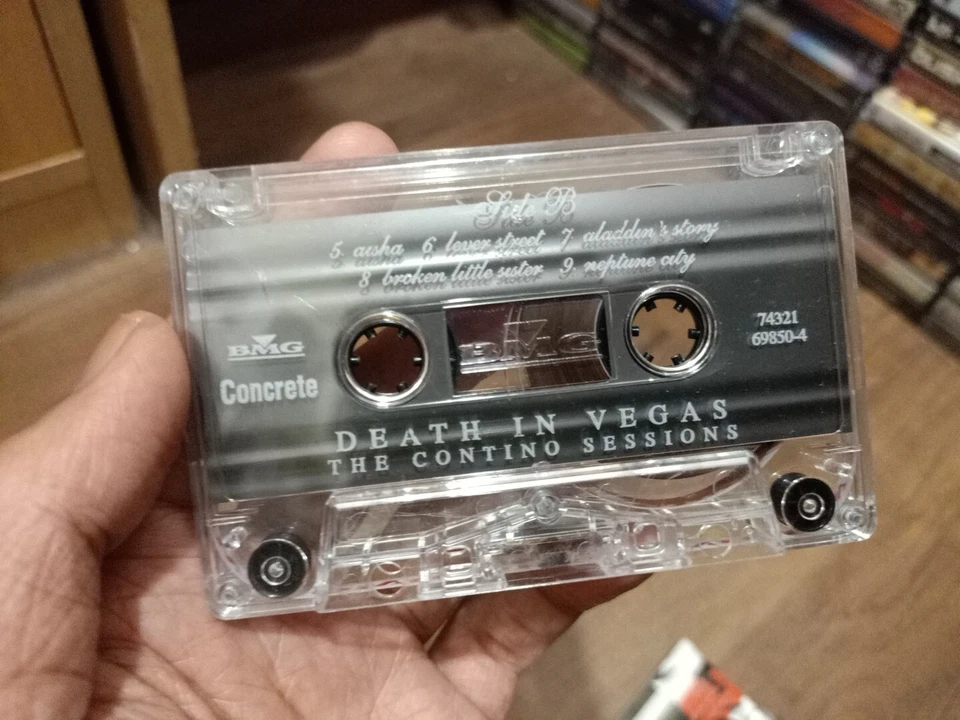 Side B
5. aisha 6. lever street 7 aladdin's story
8 broken little sister 9. neptune city
BMG
BMG
74321
69850-4
Concrete
DEATH IN VEGAS
THE CONTINO SESSIONS